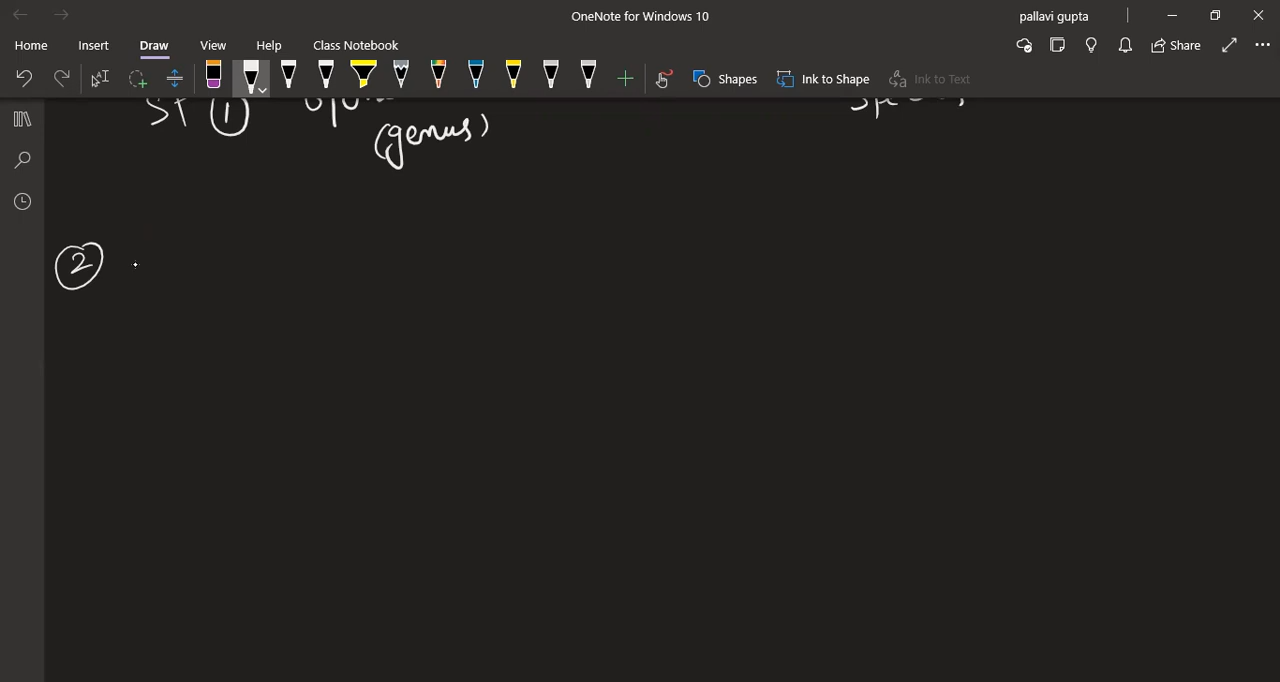 OneNote for Windows 10
pallavi gupta
Home Insert Draw View Help Class Notebook
Share
Shapes Ink to Shape Ink to Text
1
(genus)
2